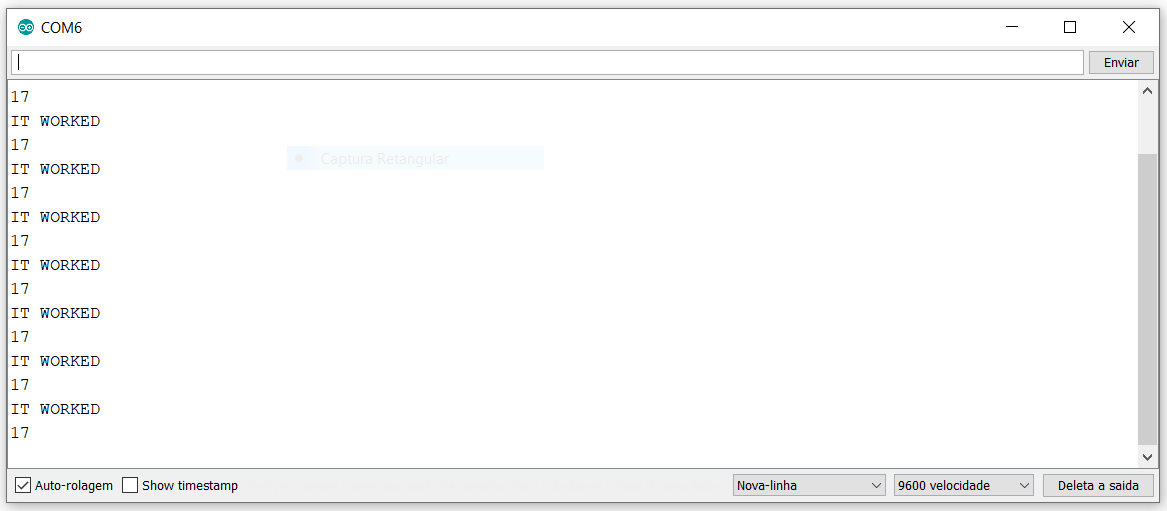 COM6
Enviar
17
IT WORKED
17
IT WORKED
Captura Retangular
17
IT WORKED
17
IT WORKED
17
IT WORKED
17
IT WORKED
17
IT WORKED
17
Auto-rolagem Show timestamp Nova-linha 9600 velocidade Deleta a saida